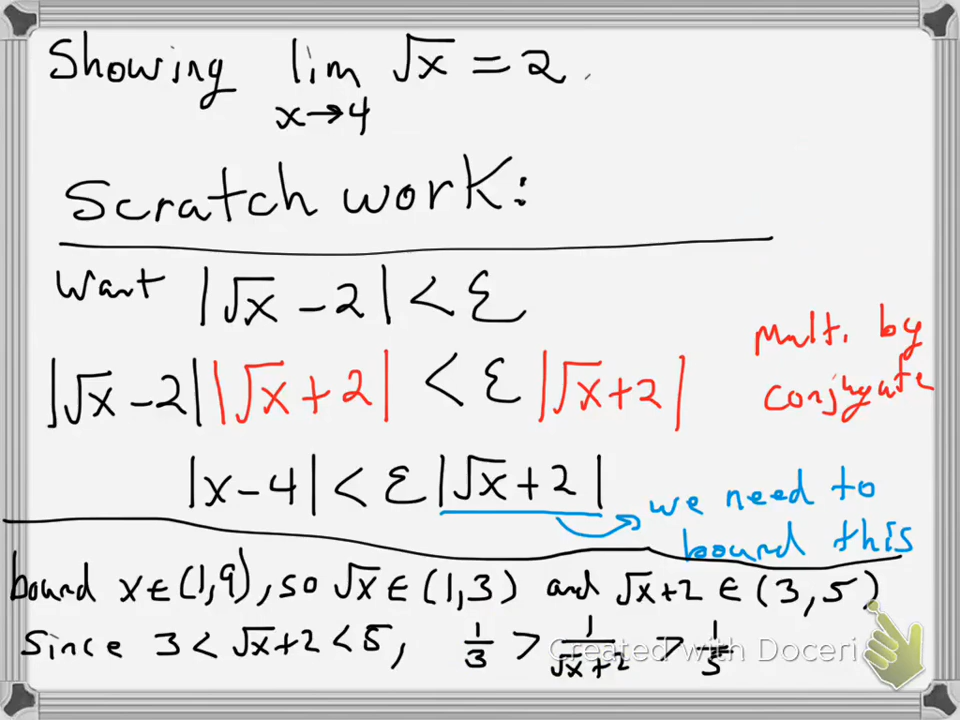 Showing lim √x = 2
x→4
Scratch work:
Want |√x − 2| < ε
|√x − 2| |√x + 2| < ε |√x + 2|
Mult. by
conjugate
|x − 4| < ε |√x + 2|
we need to
bound this
bound x ∈ (1,9), so √x ∈ (1,3) and √x + 2 ∈ (3,5)
Since 3 < √x + 2 < 5, 1/3 > 1/(√x + 2) > 1/5
Created with Doceri